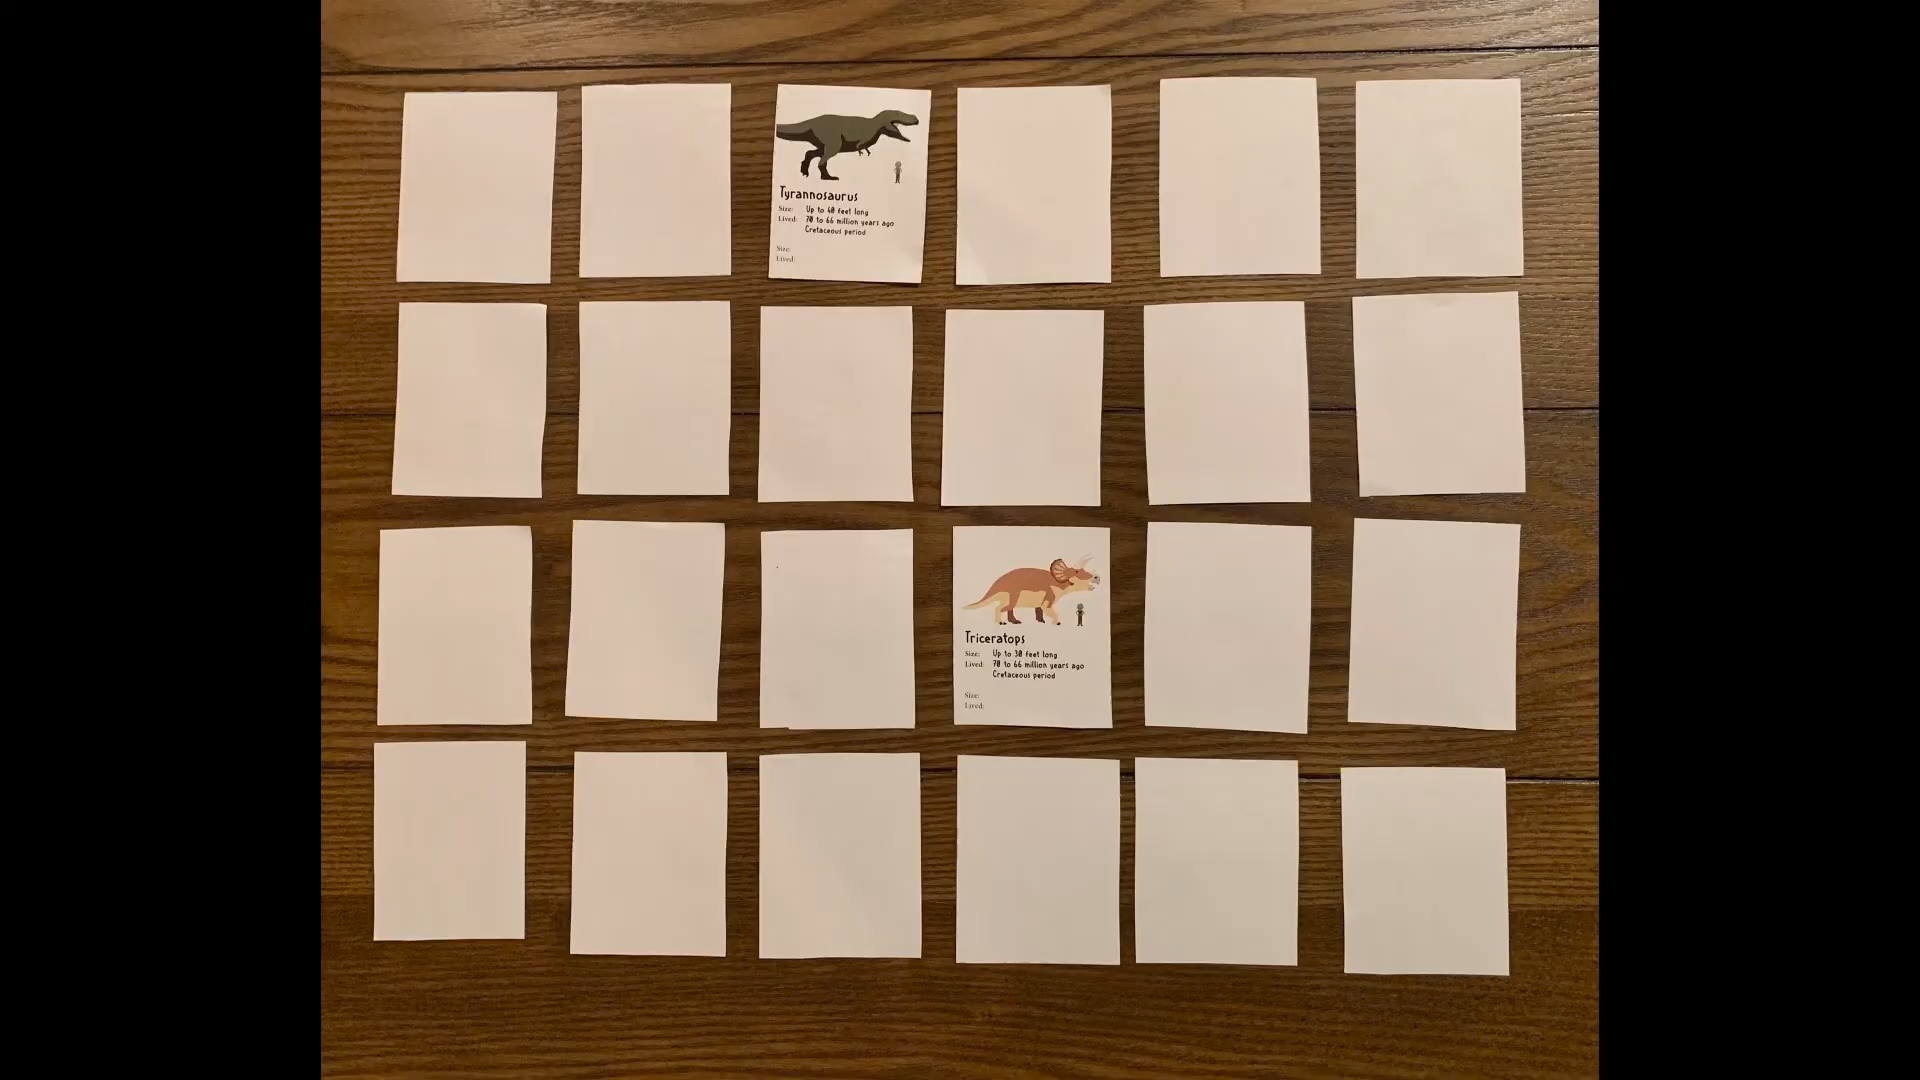 Tyrannosaurus
Size: Up to 40 feet long
Lived: 70 to 66 million years ago
Cretaceous period
Size:
Lived:
Triceratops
Size: Up to 30 feet long
Lived: 70 to 66 million years ago
Cretaceous period
Size:
Lived: